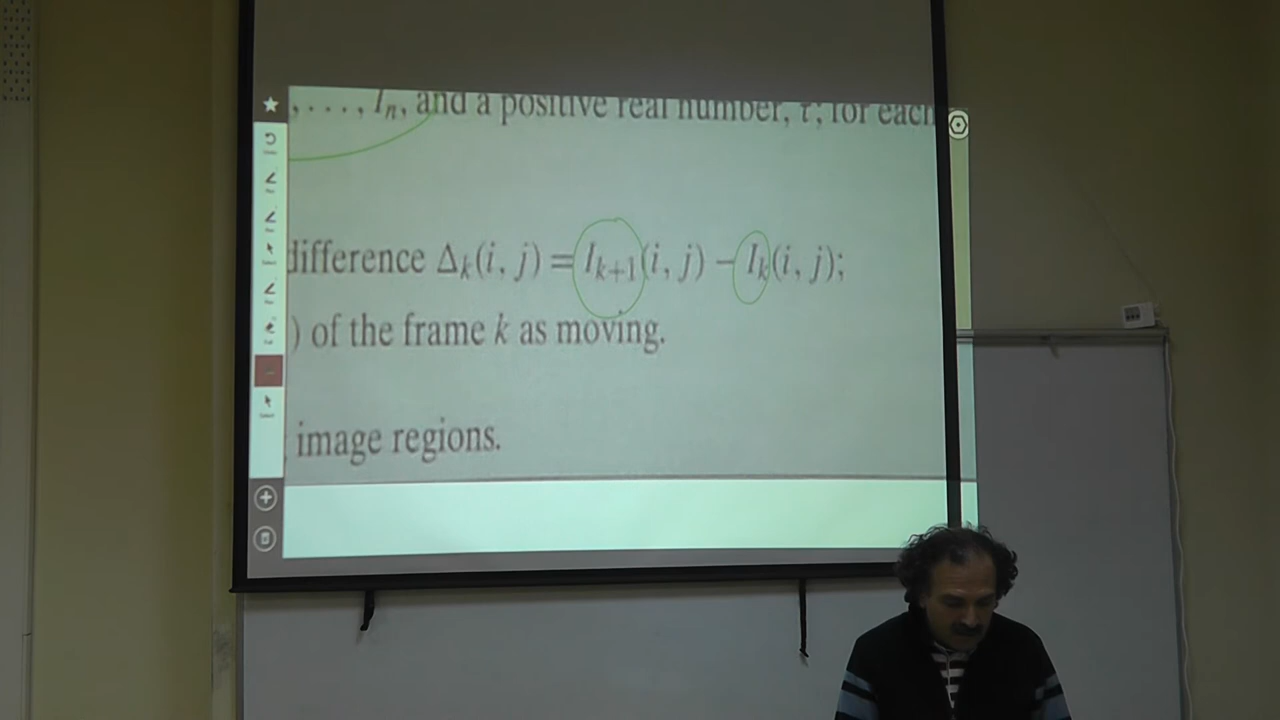 , . . . , Iₙ, and a positive real number, τ; for each
difference Δₖ(i, j) = Iₖ₊₁(i, j) − Iₖ(i, j);
) of the frame k as moving.
image regions.